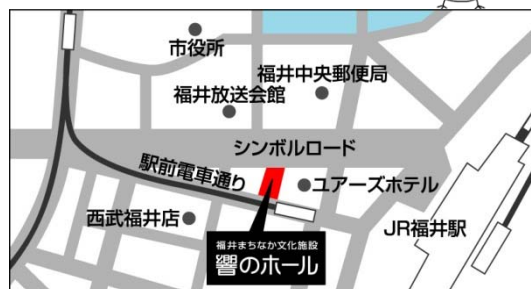 市役所
福井中央郵便局
福井放送会館
シンボルロード
駅前電車通り
ユアーズホテル
西武福井店
JR福井駅
福井まちなか文化施設
響のホール